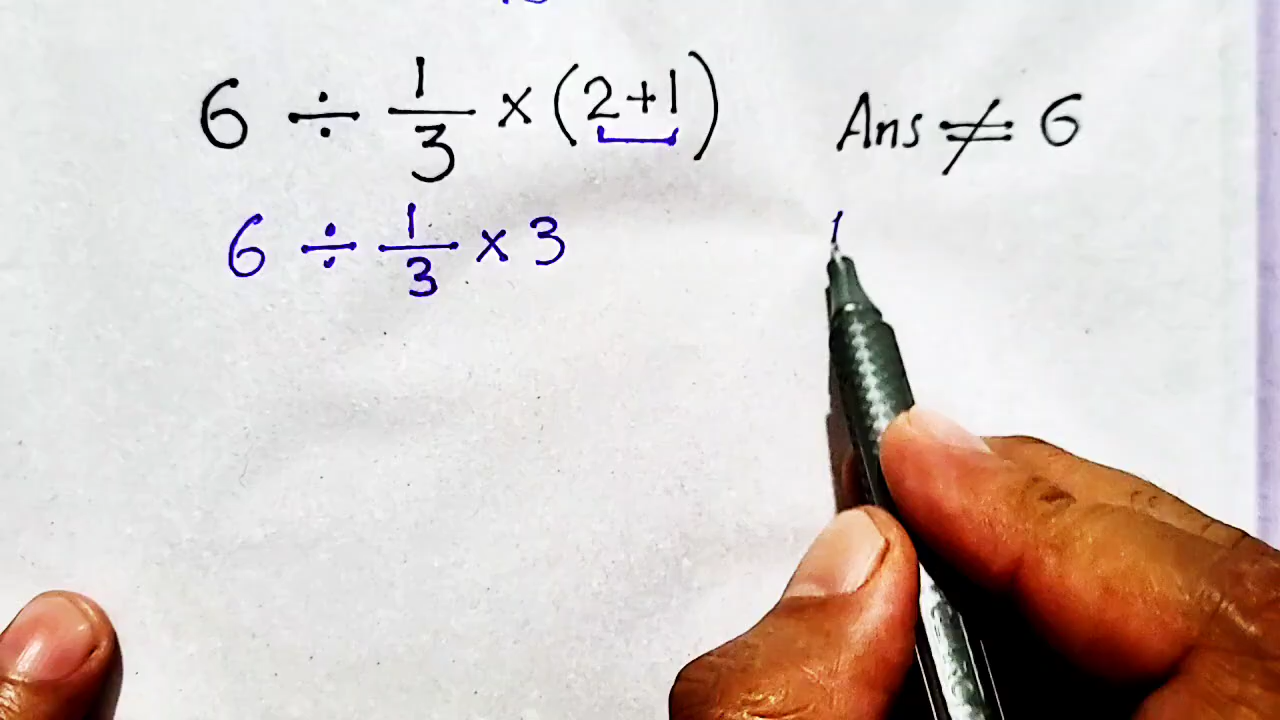 6 ÷ 1/3 × (2+1)
Ans ≠ 6
6 ÷ 1/3 × 3